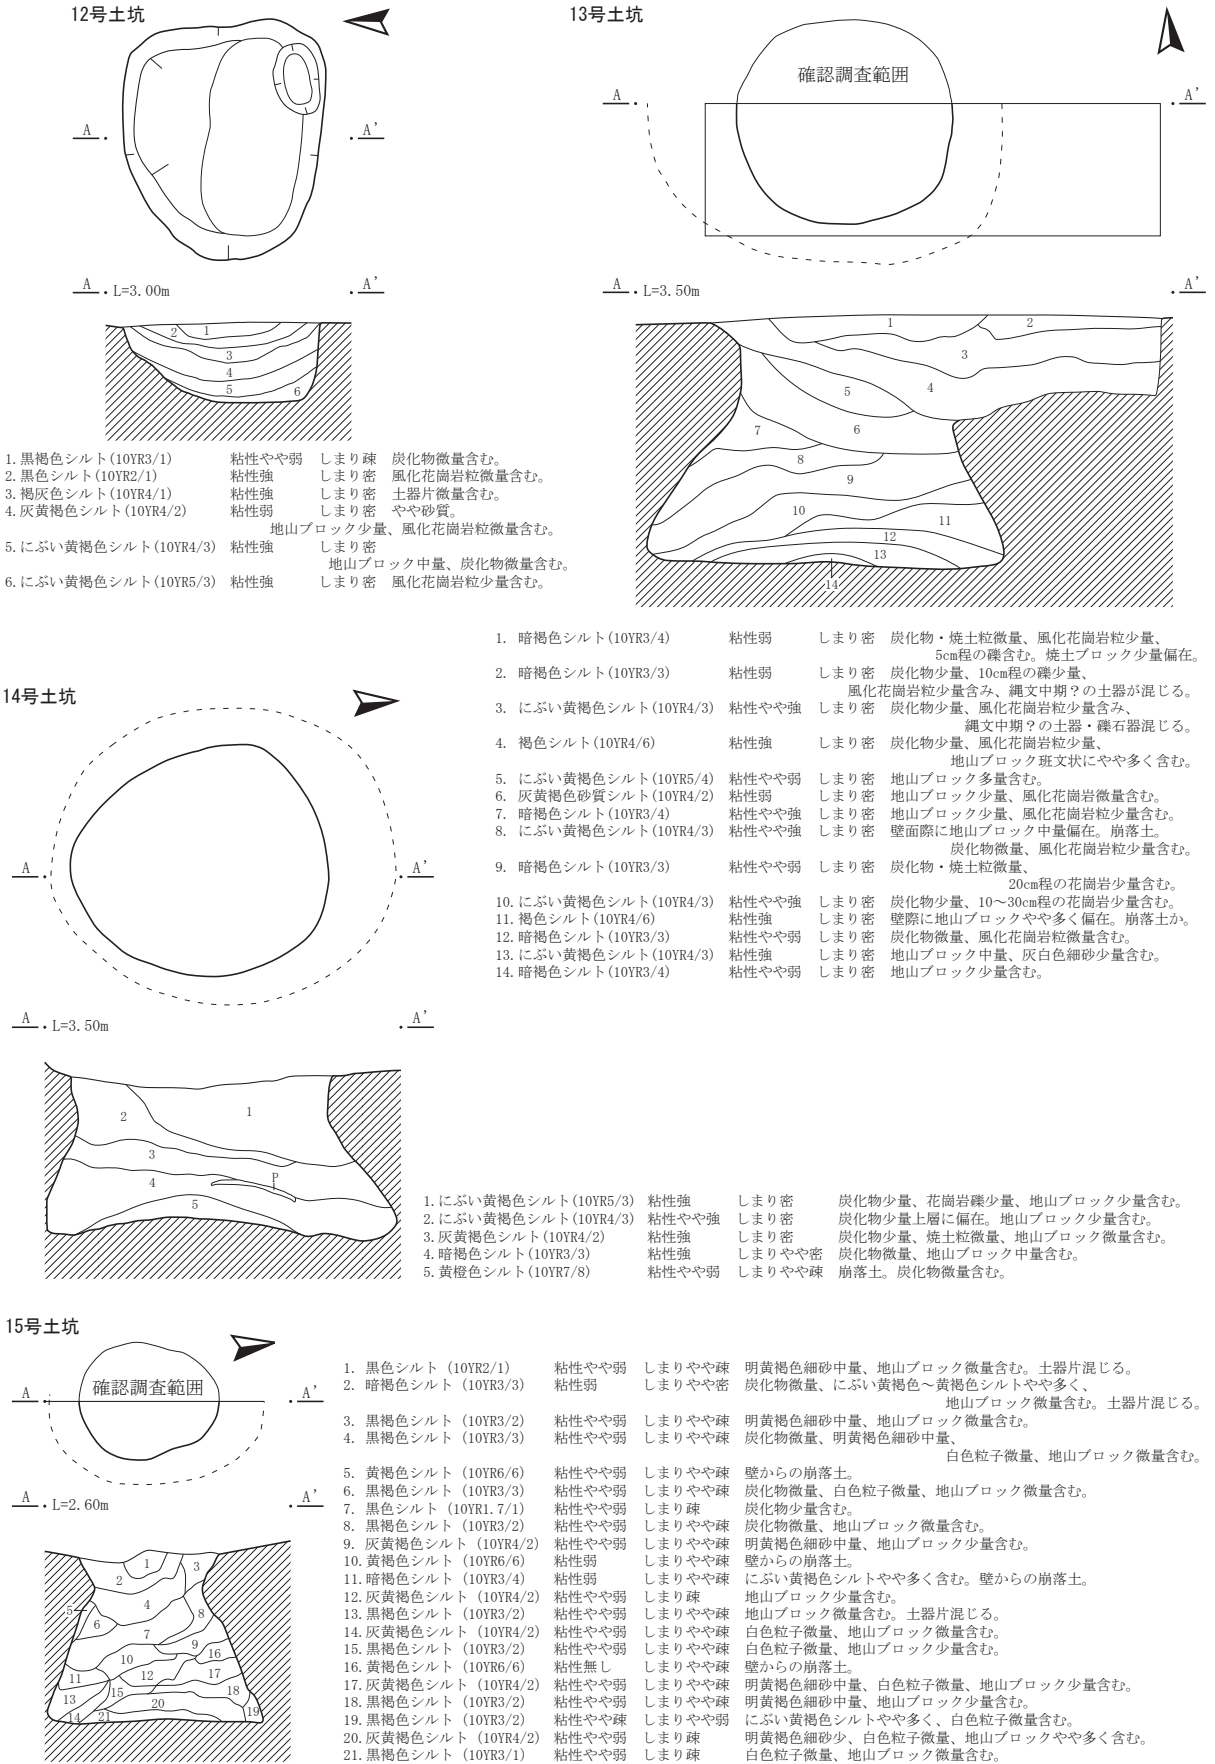 12号土坑
A
A'
A
L=3.00m
A'
2
1
3
4
5
6
1.黒褐色シルト(10YR3/1) 粘性やや弱 しまり疎 炭化物微量含む。
2.黒色シルト(10YR2/1) 粘性強 しまり密 風化花崗岩粒微量含む。
3.褐灰色シルト(10YR4/1) 粘性強 しまり密 土器片微量含む。
4.灰黄褐色シルト(10YR4/2) 粘性弱 しまり密 やや砂質。
地山ブロック少量、風化花崗岩粒微量含む。
5.にぶい黄褐色シルト(10YR4/3) 粘性強 しまり密
地山ブロック中量、炭化物微量含む。
6.にぶい黄褐色シルト(10YR5/3) 粘性強 しまり密 風化花崗岩粒少量含む。
13号土坑
確認調査範囲
A
A'
A
L=3.50m
A'
1
2
3
4
5
6
7
8
9
10
11
12
13
14
1. 暗褐色シルト(10YR3/4) 粘性弱 しまり密 炭化物・焼土粒微量、風化花崗岩粒少量、
5cm程の礫含む。焼土ブロック少量偏在。
2. 暗褐色シルト(10YR3/3) 粘性弱 しまり密 炭化物少量、10cm程の礫少量、
風化花崗岩粒少量含み、縄文中期？の土器が混じる。
3. にぶい黄褐色シルト(10YR4/3) 粘性やや強 しまり密 炭化物少量、風化花崗岩粒少量含み、
縄文中期？の土器・礫石器混じる。
4. 褐色シルト(10YR4/6) 粘性強 しまり密 炭化物少量、風化花崗岩粒少量、
地山ブロック班文状にやや多く含む。
5. にぶい黄褐色シルト(10YR5/4) 粘性やや弱 しまり密 地山ブロック多量含む。
6. 灰黄褐色砂質シルト(10YR4/2) 粘性弱 しまり密 地山ブロック少量、風化花崗岩微量含む。
7. 暗褐色シルト(10YR3/4) 粘性やや強 しまり密 地山ブロック少量、風化花崗岩粒少量含む。
8. にぶい黄褐色シルト(10YR4/3) 粘性やや強 しまり密 壁面際に地山ブロック中量偏在。崩落土。
炭化物微量、風化花崗岩粒少量含む。
9. 暗褐色シルト(10YR3/3) 粘性やや弱 しまり密 炭化物・焼土粒微量、
20cm程の花崗岩少量含む。
10.にぶい黄褐色シルト(10YR4/3) 粘性やや強 しまり密 炭化物少量、10～30cm程の花崗岩少量含む。
11.褐色シルト(10YR4/6) 粘性強 しまり密 壁際に地山ブロックやや多く偏在。崩落土か。
12.暗褐色シルト(10YR3/3) 粘性やや弱 しまり密 炭化物微量、風化花崗岩粒微量含む。
13.にぶい黄褐色シルト(10YR4/3) 粘性強 しまり密 地山ブロック中量、灰白色細砂少量含む。
14.暗褐色シルト(10YR3/4) 粘性やや弱 しまり密 地山ブロック少量含む。
14号土坑
A
A'
A
L=3.50m
A'
1
2
3
4
P
5
1.にぶい黄褐色シルト(10YR5/3) 粘性強 しまり密 炭化物少量、花崗岩礫少量、地山ブロック少量含む。
2.にぶい黄褐色シルト(10YR4/3) 粘性やや強 しまり密 炭化物少量上層に偏在。地山ブロック少量含む。
3.灰黄褐色シルト(10YR4/2) 粘性強 しまり密 炭化物少量、焼土粒微量、地山ブロック微量含む。
4.暗褐色シルト(10YR3/3) 粘性強 しまりやや密 炭化物微量、地山ブロック中量含む。
5.黄橙色シルト(10YR7/8) 粘性やや弱 しまりやや疎 崩落土。炭化物微量含む。
15号土坑
確認調査範囲
A
A'
A
L=2.60m
A'
1
2
3
4
5
6
7
8
9
10
11
12
13
14
15
16
17
18
19
20
21
1. 黒色シルト (10YR2/1) 粘性やや弱 しまりやや疎 明黄褐色細砂中量、地山ブロック微量含む。土器片混じる。
2. 暗褐色シルト (10YR3/3) 粘性弱 しまりやや密 炭化物微量、にぶい黄褐色～黄褐色シルトやや多く、
地山ブロック微量含む。土器片混じる。
3. 黒褐色シルト (10YR3/2) 粘性やや弱 しまりやや疎 明黄褐色細砂中量、地山ブロック微量含む。
4. 黒褐色シルト (10YR3/3) 粘性やや弱 しまりやや疎 炭化物微量、明黄褐色細砂中量、
白色粒子微量、地山ブロック微量含む。
5. 黄褐色シルト (10YR6/6) 粘性やや弱 しまりやや疎 壁からの崩落土。
6. 黒褐色シルト (10YR3/3) 粘性やや弱 しまりやや疎 炭化物微量、白色粒子微量、地山ブロック微量含む。
7. 黒色シルト (10YR1.7/1) 粘性やや弱 しまり疎 炭化物少量含む。
8. 黒褐色シルト (10YR3/2) 粘性やや弱 しまりやや疎 炭化物微量、地山ブロック微量含む。
9. 灰黄褐色シルト (10YR4/2) 粘性やや弱 しまりやや疎 明黄褐色細砂中量、地山ブロック少量含む。
10.黄褐色シルト (10YR6/6) 粘性弱 しまりやや疎 壁からの崩落土。
11.暗褐色シルト (10YR3/4) 粘性弱 しまりやや疎 にぶい黄褐色シルトやや多く含む。壁からの崩落土。
12.灰黄褐色シルト (10YR4/2) 粘性やや弱 しまり疎 地山ブロック少量含む。
13.黒褐色シルト (10YR3/2) 粘性やや弱 しまりやや疎 地山ブロック微量含む。土器片混じる。
14.灰黄褐色シルト (10YR4/2) 粘性やや弱 しまりやや疎 白色粒子微量、地山ブロック微量含む。
15.黒褐色シルト (10YR3/2) 粘性やや弱 しまりやや疎 白色粒子微量、地山ブロック少量含む。
16.黄褐色シルト (10YR6/6) 粘性無し しまりやや疎 壁からの崩落土。
17.灰黄褐色シルト (10YR4/2) 粘性やや弱 しまりやや疎 明黄褐色細砂中量、白色粒子微量、地山ブロック少量含む。
18.黒褐色シルト (10YR3/2) 粘性やや弱 しまりやや疎 明黄褐色細砂中量、地山ブロック少量含む。
19.黒褐色シルト (10YR3/2) 粘性やや疎 しまりやや弱 にぶい黄褐色シルトやや多く、白色粒子微量含む。
20.灰黄褐色シルト (10YR4/2) 粘性やや弱 しまり疎 明黄褐色細砂少、白色粒子微量、地山ブロックやや多く含む。
21.黒褐色シルト (10YR3/1) 粘性やや弱 しまり疎 白色粒子微量、地山ブロック微量含む。